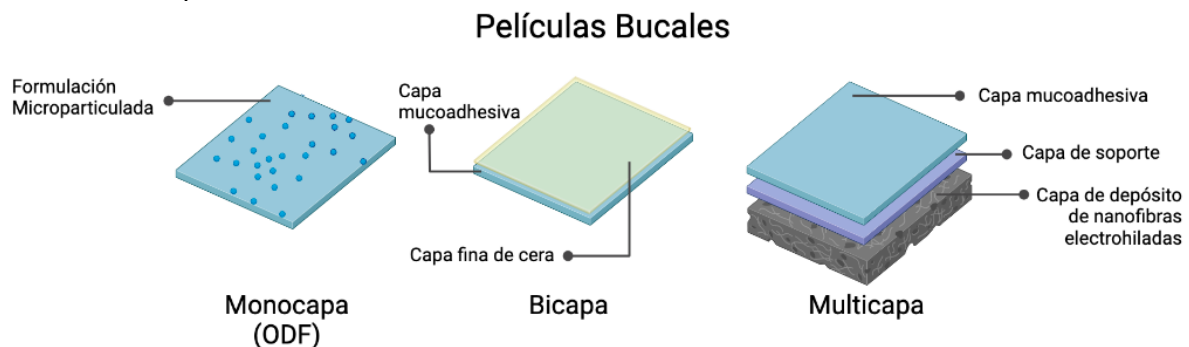 Películas Bucales
Formulación
Microparticulada
Capa
mucoadhesiva
Capa fina de cera
Capa mucoadhesiva
Capa de soporte
Capa de depósito
de nanofibras
electrohiladas
Monocapa
(ODF)
Bicapa
Multicapa